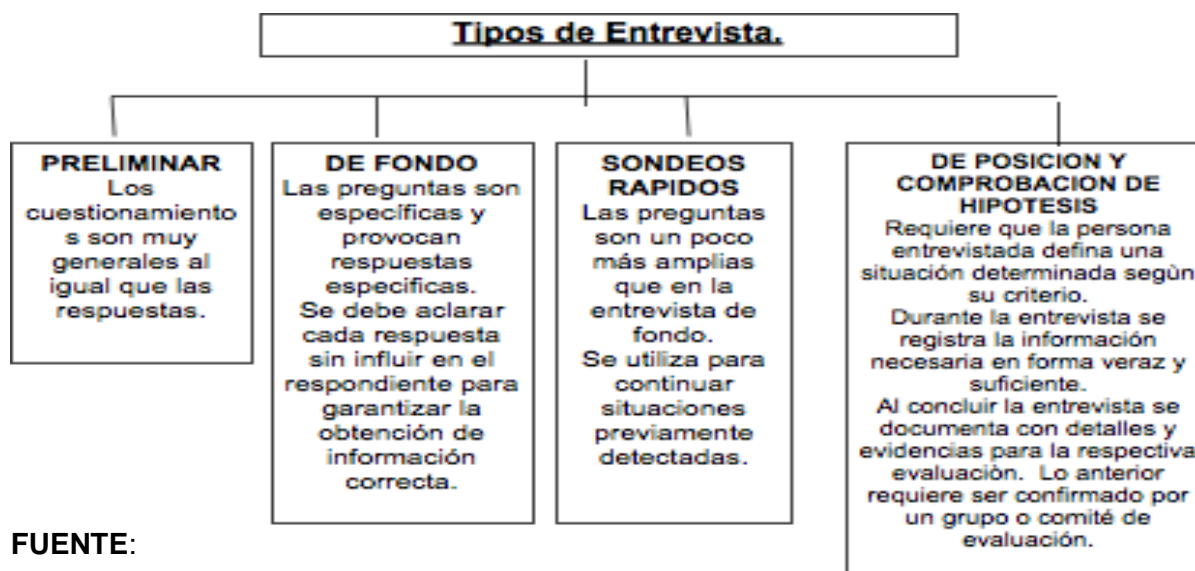 Tipos de Entrevista.
PRELIMINAR
Los
cuestionamiento
s son muy
generales al
igual que las
respuestas.
DE FONDO
Las preguntas son
específicas y
provocan
respuestas
específicas.
Se debe aclarar
cada respuesta
sin influir en el
respondiente para
garantizar la
obtención de
información
correcta.
SONDEOS
RAPIDOS
Las preguntas
son un poco
más amplias
que en la
entrevista de
fondo.
Se utiliza para
continuar
situaciones
previamente
detectadas.
DE POSICION Y
COMPROBACION DE
HIPOTESIS
Requiere que la persona
entrevistada defina una
situación determinada segùn
su criterio.
Durante la entrevista se
registra la información
necesaria en forma veraz y
suficiente.
Al concluir la entrevista se
documenta con detalles y
evidencias para la respectiva
evaluaciòn. Lo anterior
requiere ser confirmado por
un grupo o comité de
evaluación.
FUENTE: